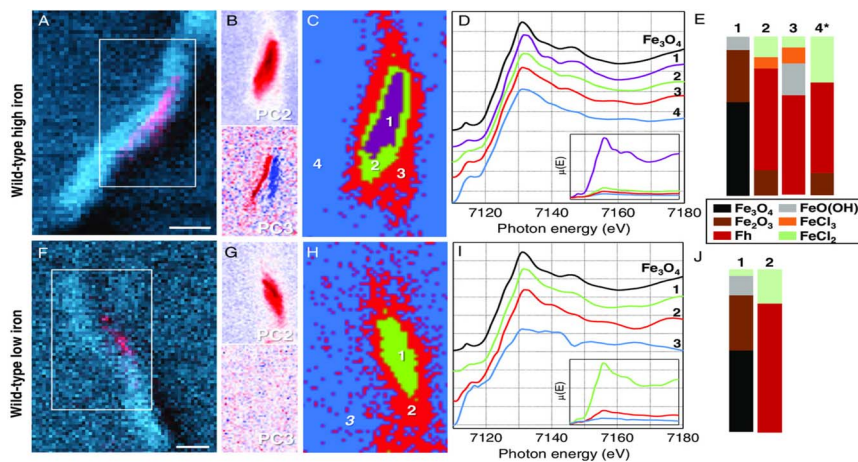 Wild-type high iron
A
B
PC2
PC3
C
1
2
3
4
D
Fe₃O₄
1
2
3
4
μ(E)
7120 7140 7160 7180
Photon energy (eV)
E
1 2 3 4*
Fe₃O₄ FeO(OH)
Fe₂O₃ FeCl₃
Fh FeCl₂
Wild-type low iron
F
G
PC2
PC3
H
1
2
3
I
Fe₃O₄
1
2
3
μ(E)
7120 7140 7160 7180
Photon energy (eV)
J
1 2